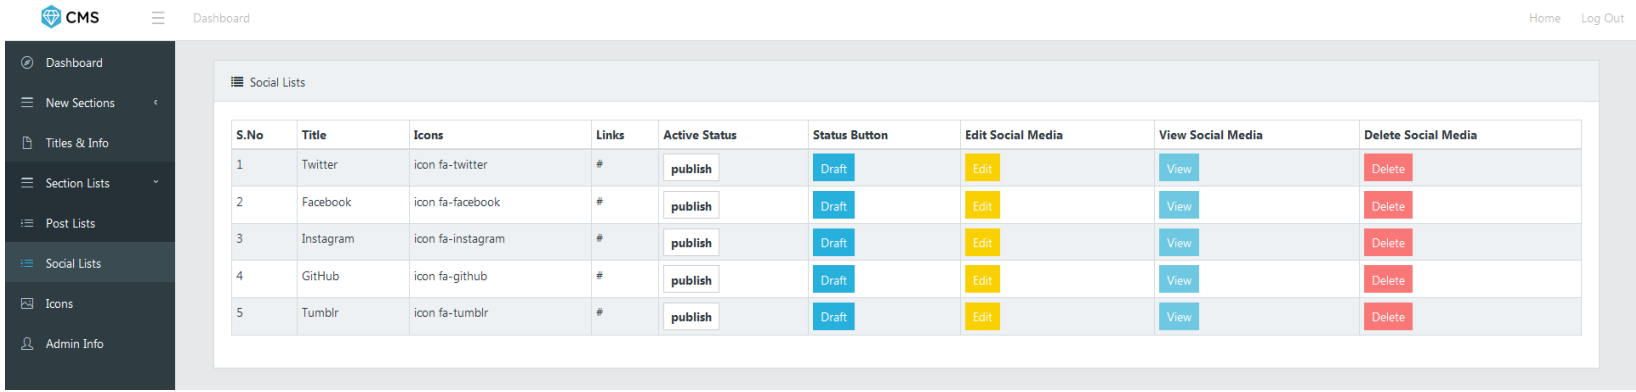 CMS Dashboard Home Log Out
Dashboard
New Sections
Titles & Info
Section Lists
Post Lists
Social Lists
Icons
Admin Info
Social Lists
S.No Title Icons Links Active Status Status Button Edit Social Media View Social Media Delete Social Media
1 Twitter icon fa-twitter # publish Draft Edit View Delete
2 Facebook icon fa-facebook # publish Draft Edit View Delete
3 Instagram icon fa-instagram # publish Draft Edit View Delete
4 GitHub icon fa-github # publish Draft Edit View Delete
5 Tumblr icon fa-tumblr # publish Draft Edit View Delete